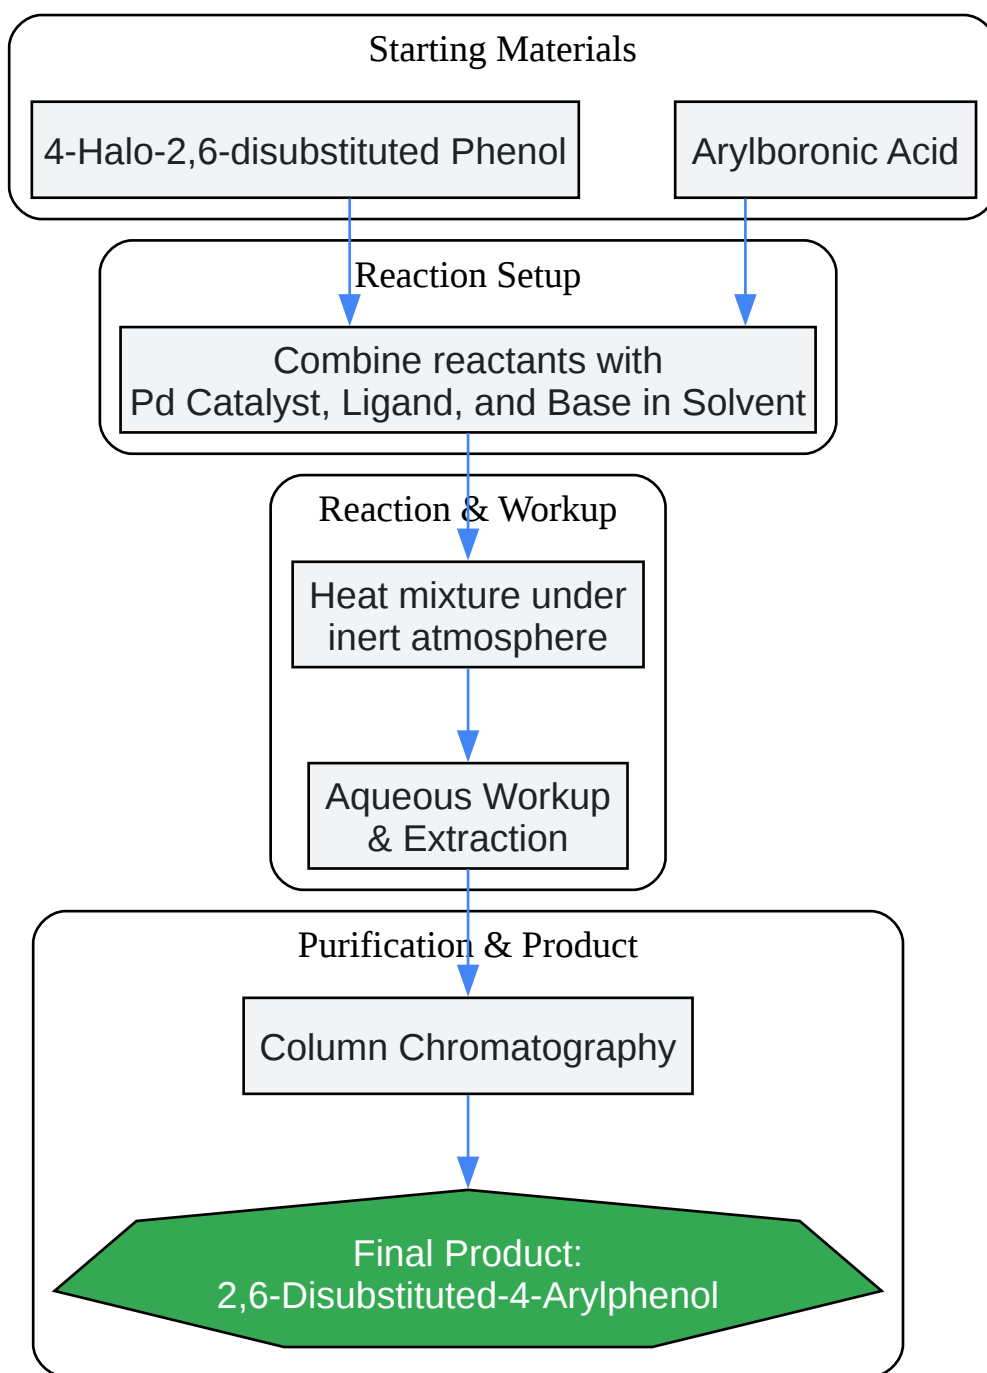 Starting Materials
4-Halo-2,6-disubstituted Phenol
Arylboronic Acid
Reaction Setup
Combine reactants with
Pd Catalyst, Ligand, and Base in Solvent
Reaction & Workup
Heat mixture under
inert atmosphere
Aqueous Workup
& Extraction
Purification & Product
Column Chromatography
Final Product:
2,6-Disubstituted-4-Arylphenol